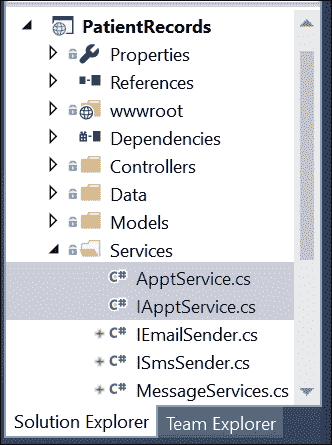 PatientRecords
Properties
References
wwwroot
Dependencies
Controllers
Data
Models
Services
C# ApptService.cs
C# IApptService.cs
+ C# IEmailSender.cs
+ C# ISmsSender.cs
+ C# MessageServices.cs
Solution Explorer Team Explorer